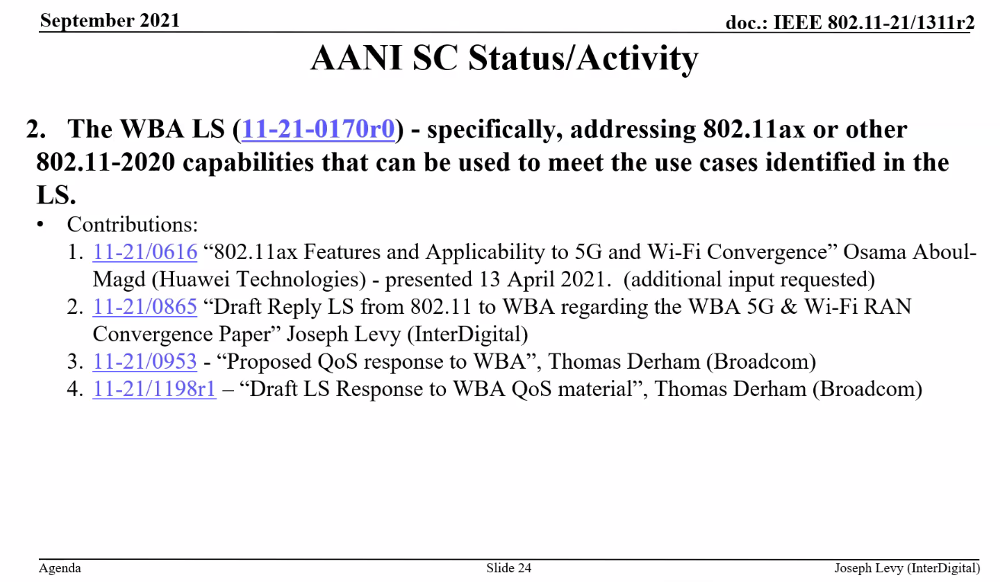 September 2021
doc.: IEEE 802.11-21/1311r2
AANI SC Status/Activity
2. The WBA LS (11-21-0170r0) - specifically, addressing 802.11ax or other
802.11-2020 capabilities that can be used to meet the use cases identified in the
LS.
• Contributions:
1. 11-21/0616 “802.11ax Features and Applicability to 5G and Wi-Fi Convergence” Osama Aboul-
Magd (Huawei Technologies) - presented 13 April 2021. (additional input requested)
2. 11-21/0865 “Draft Reply LS from 802.11 to WBA regarding the WBA 5G & Wi-Fi RAN
Convergence Paper” Joseph Levy (InterDigital)
3. 11-21/0953 - “Proposed QoS response to WBA”, Thomas Derham (Broadcom)
4. 11-21/1198r1 – “Draft LS Response to WBA QoS material”, Thomas Derham (Broadcom)
Agenda
Slide 24
Joseph Levy (InterDigital)